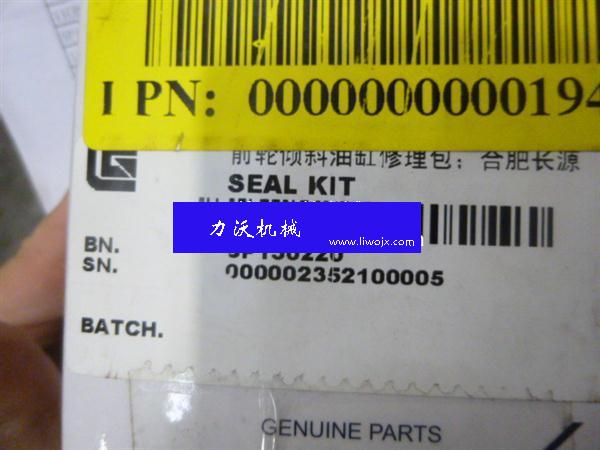 I PN: 0000000000194
前轮倾斜油缸修理包；合肥长源
SEAL KIT
力沃机械
www.liwojx.com
BN.
SN. 000002352100005
BATCH.
GENUINE PARTS